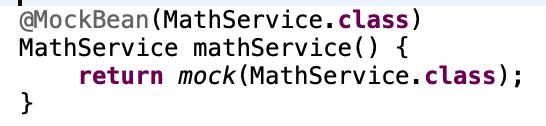 @MockBean(MathService.class)
MathService mathService() {
    return mock(MathService.class);
}